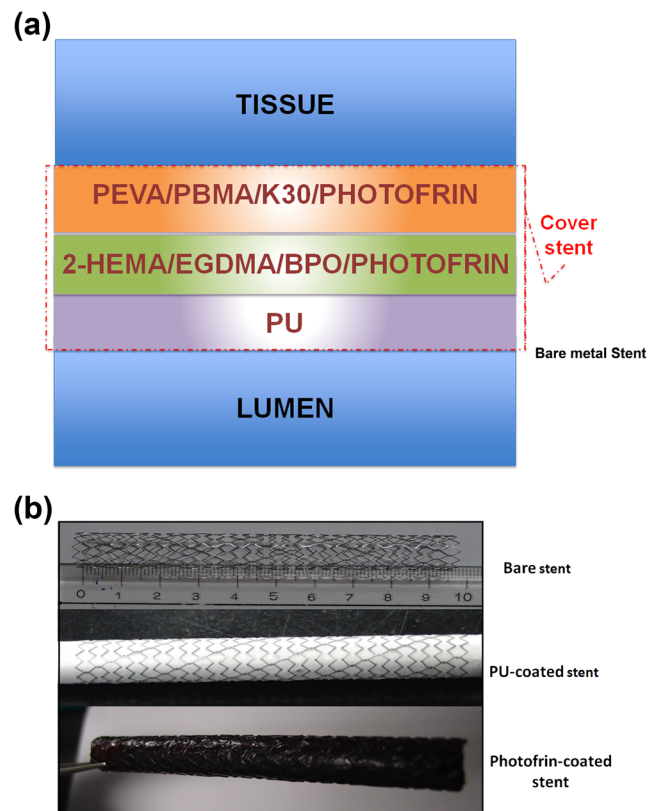 (a)
TISSUE
PEVA/PBMA/K30/PHOTOFRIN
Cover
stent
2-HEMA/EGDMA/BPO/PHOTOFRIN
PU
Bare metal Stent
LUMEN
(b)
Bare stent
0 1 2 3 4 5 6 7 8 9 10
PU-coated stent
Photofrin-coated
stent